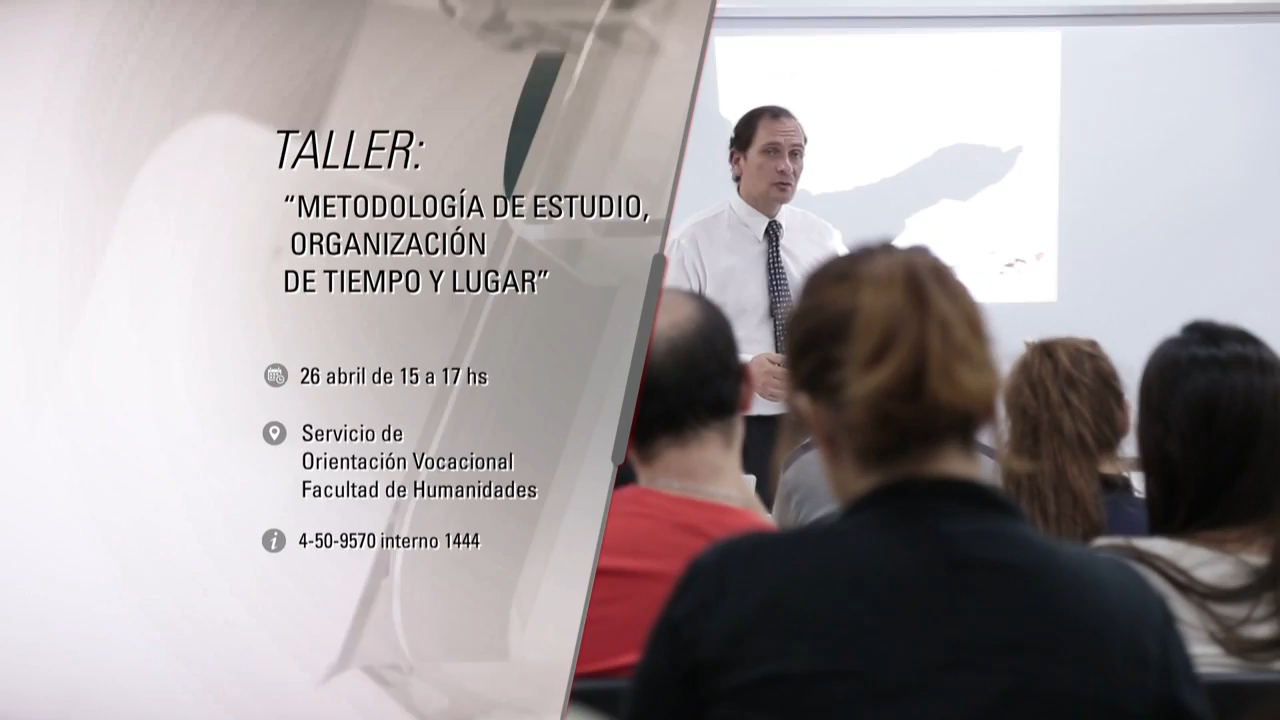 TALLER:
“METODOLOGÍA DE ESTUDIO,
ORGANIZACIÓN
DE TIEMPO Y LUGAR”
26 abril de 15 a 17 hs
Servicio de
Orientación Vocacional
Facultad de Humanidades
4-50-9570 interno 1444